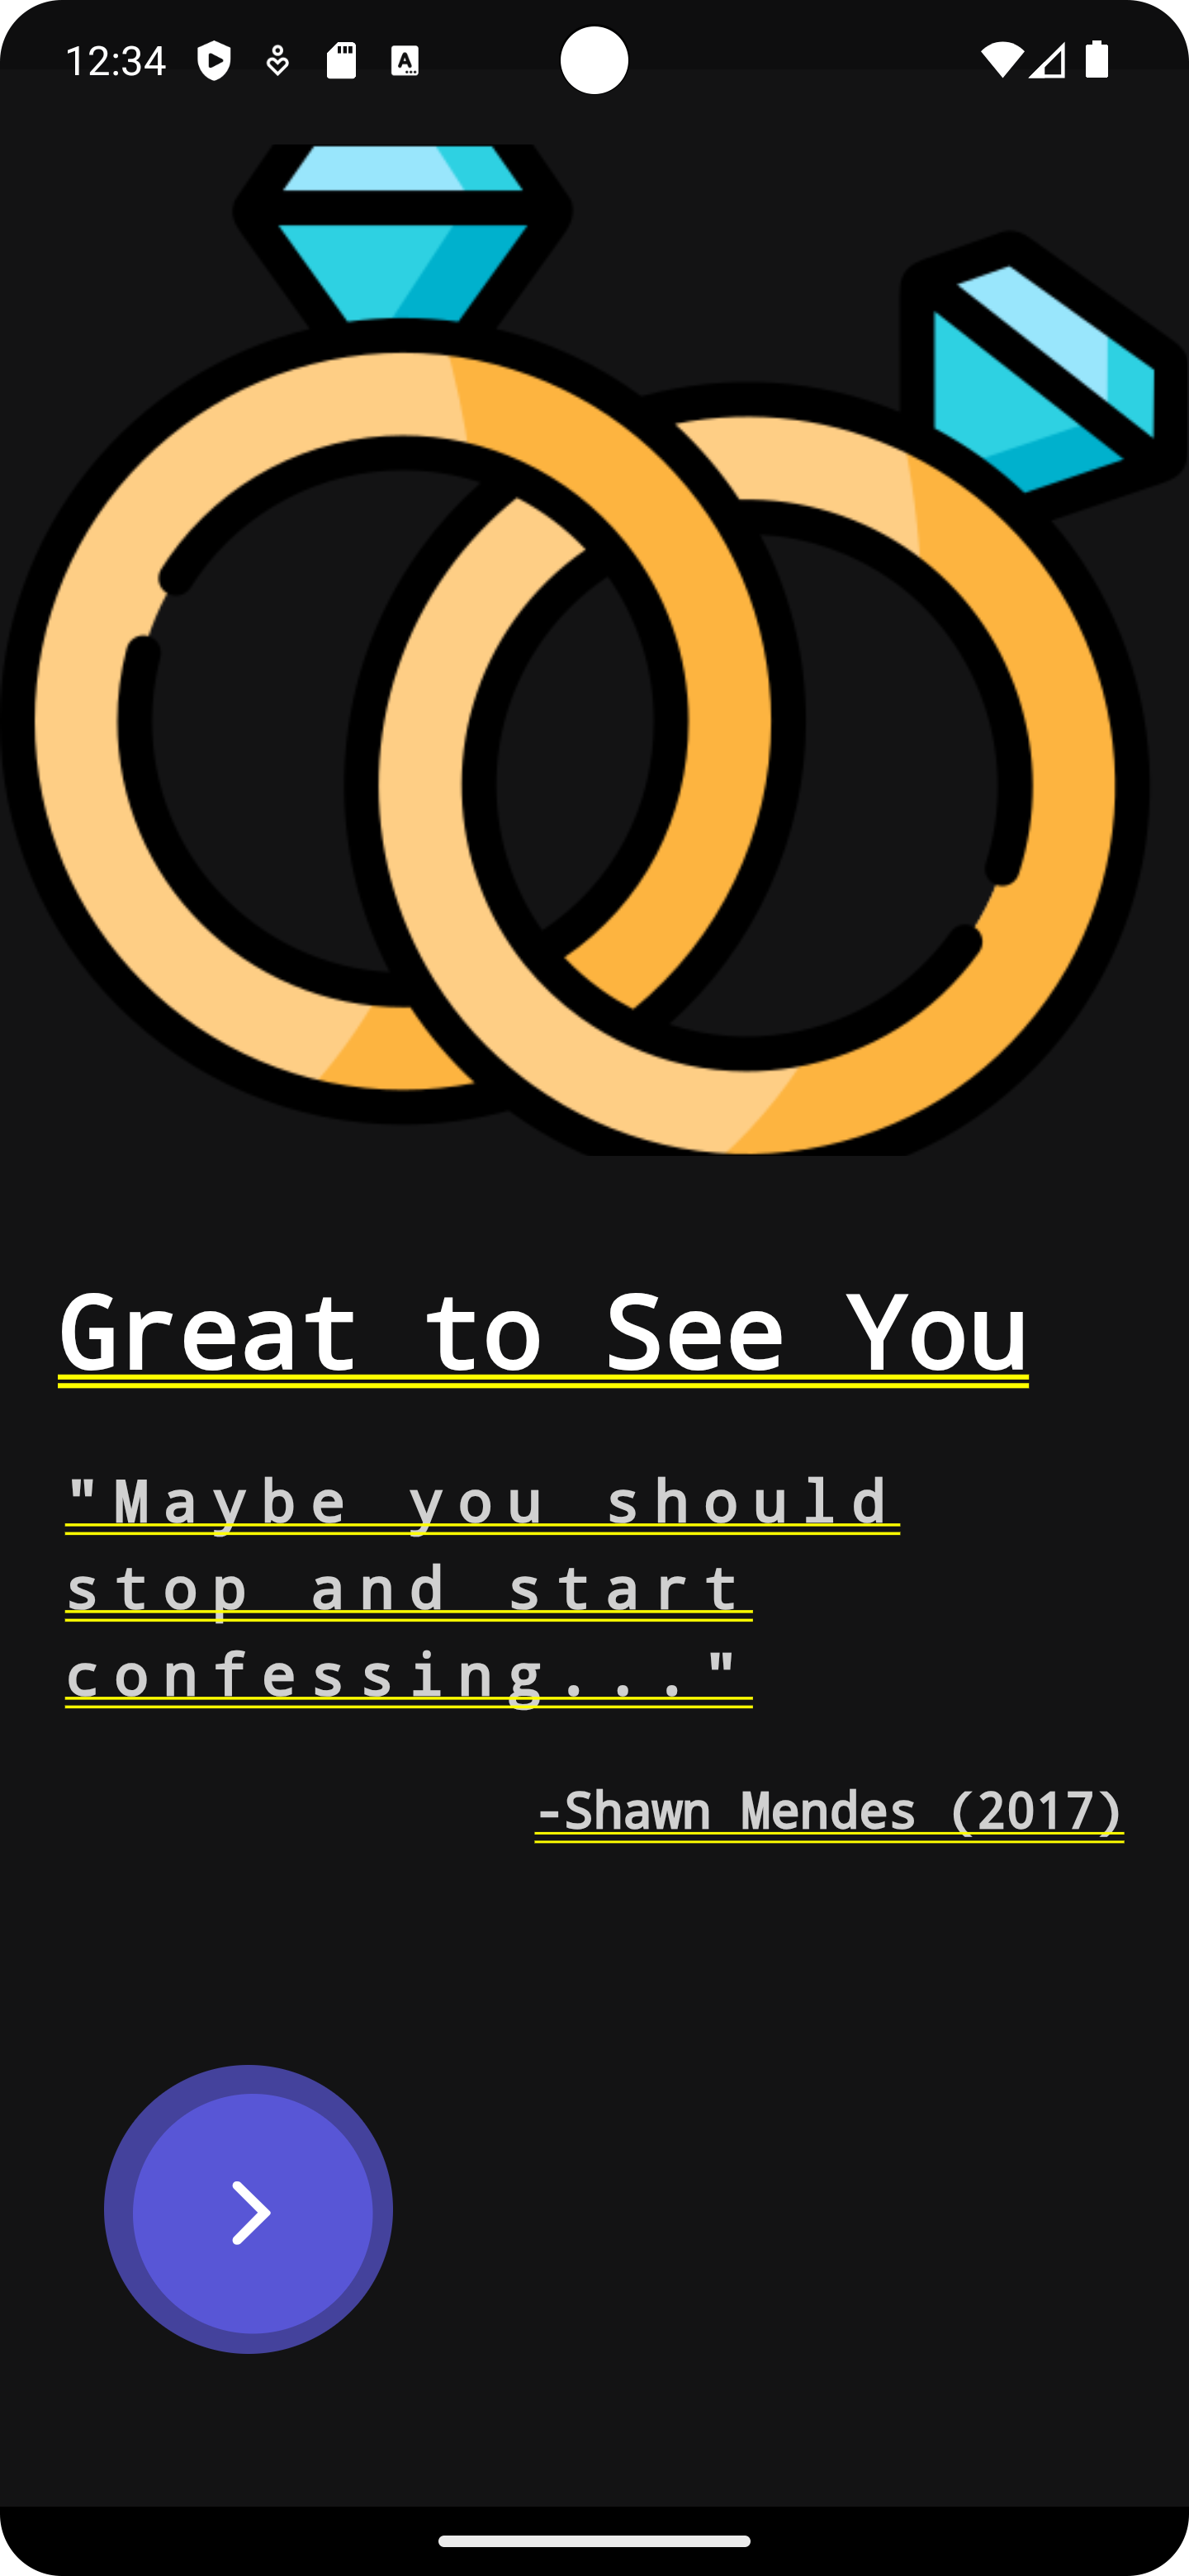 12:34
Great to See You
"Maybe you should
stop and start
confessing..."
-Shawn Mendes (2017)